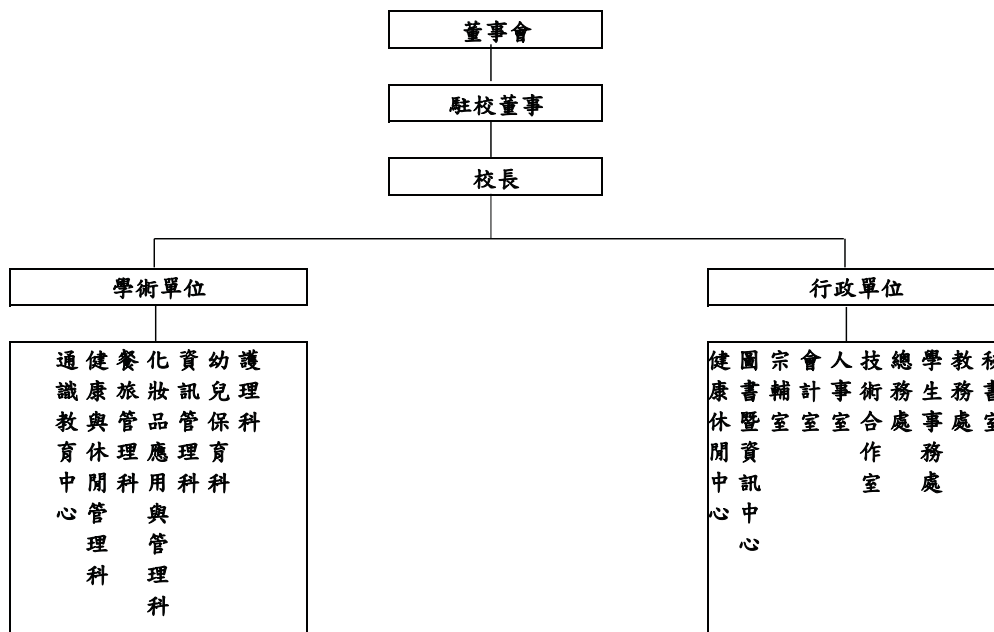 董事會
駐校董事
校長
學術單位
行政單位
護理科
幼兒保育科
資訊管理科
化妝品應用與管理科
餐旅管理科
健康與休閒管理科
通識教育中心
秘書室
教務處
學生事務處
總務處
技術合作室
人事室
會計室
宗輔室
圖書暨資訊中心
健康休閒中心